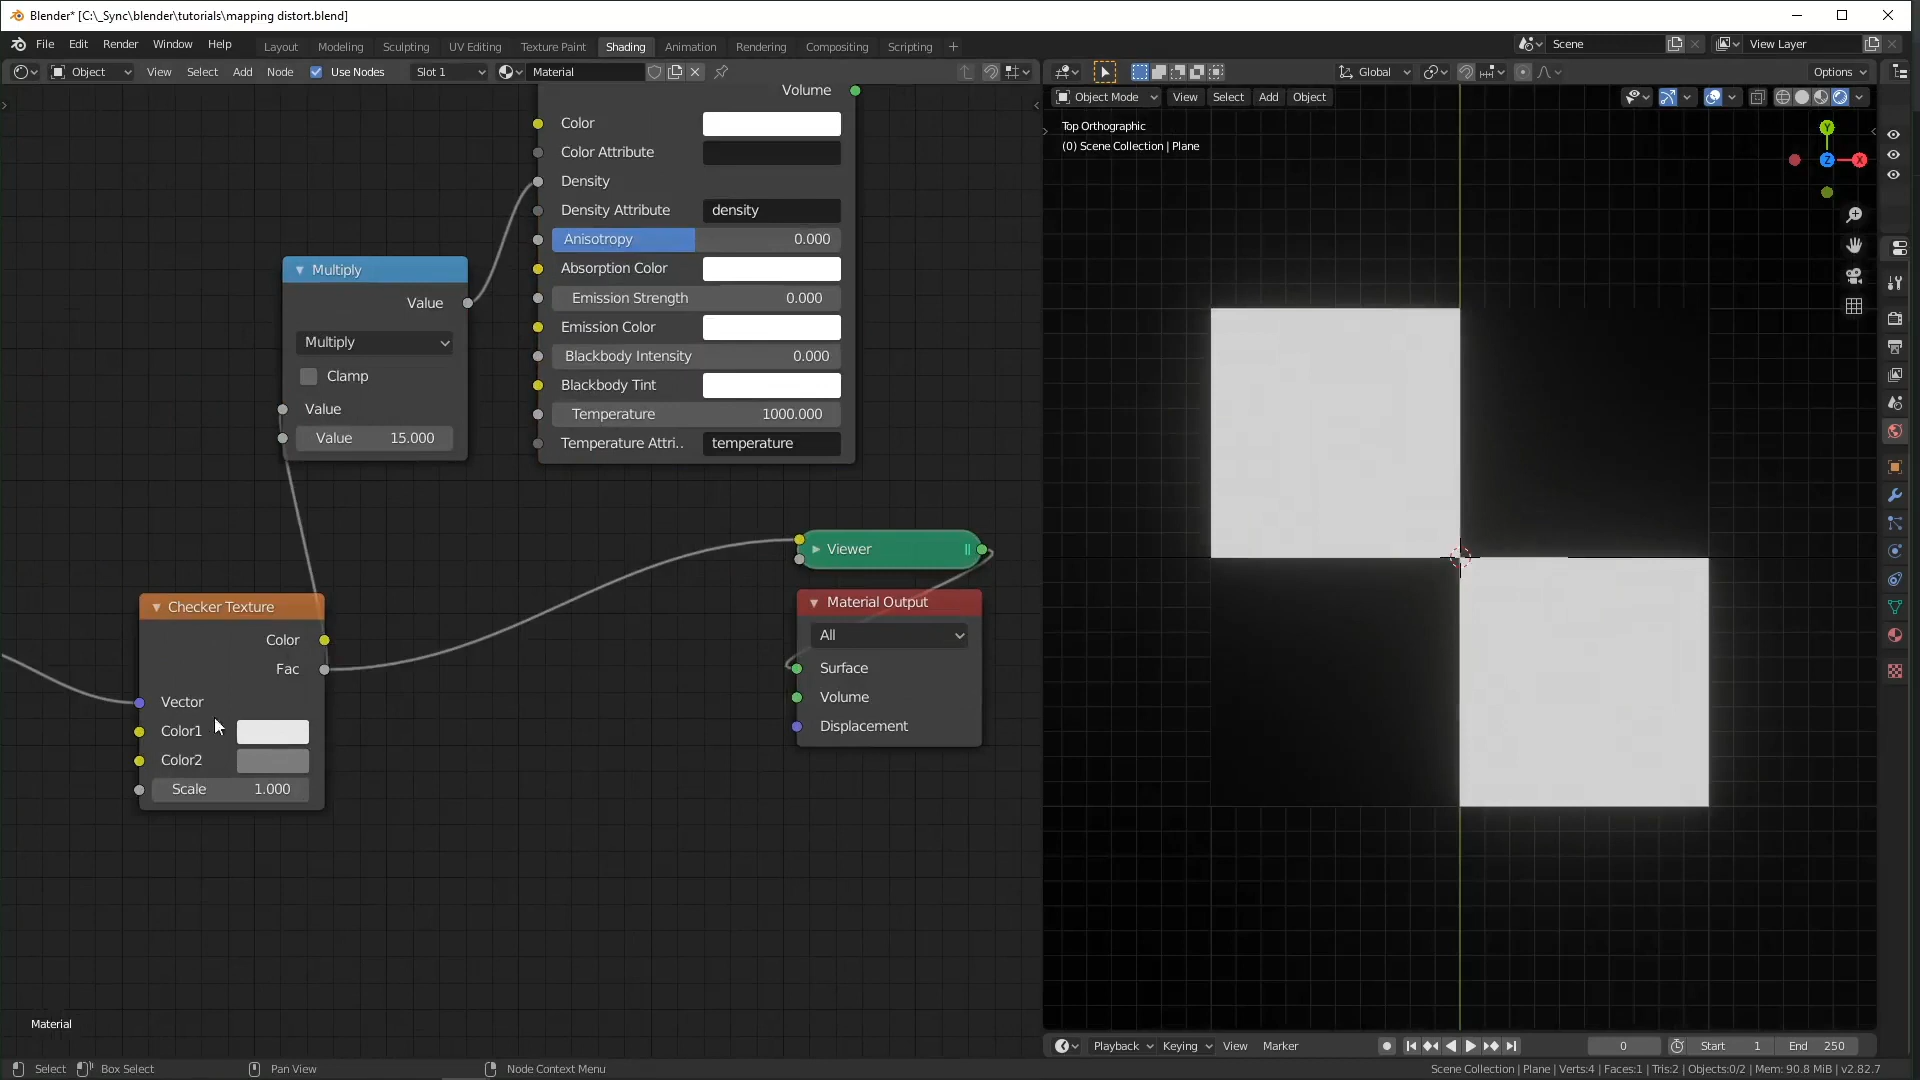 Blender* [C:\_Sync\blender\tutorials\mapping distort.blend]
File Edit Render Window Help Layout Modeling Sculpting UV Editing Texture Paint Shading Animation Rendering Compositing Scripting + Scene View Layer
Object View Select Add Node Use Nodes Slot 1 Material Global Options
Object Mode View Select Add Object
Top Orthographic
(0) Scene Collection | Plane
Y
Z
X
Volume
Color
Color Attribute
Density
Density Attribute density
Anisotropy 0.000
Absorption Color
Emission Strength 0.000
Emission Color
Blackbody Intensity 0.000
Blackbody Tint
Temperature 1000.000
Temperature Attri.. temperature
Multiply
Value
Multiply
Clamp
Value
Value 15.000
Viewer
Material Output
All
Surface
Volume
Displacement
Checker Texture
Color
Fac
Vector
Color1
Color2
Scale 1.000
Material
Playback Keying View Marker 0 Start 1 End 250
Select Box Select Pan View Node Context Menu Scene Collection | Plane | Verts:4 | Faces:1 | Tris:2 | Objects:0/2 | Mem: 90.8 MiB | v2.82.7